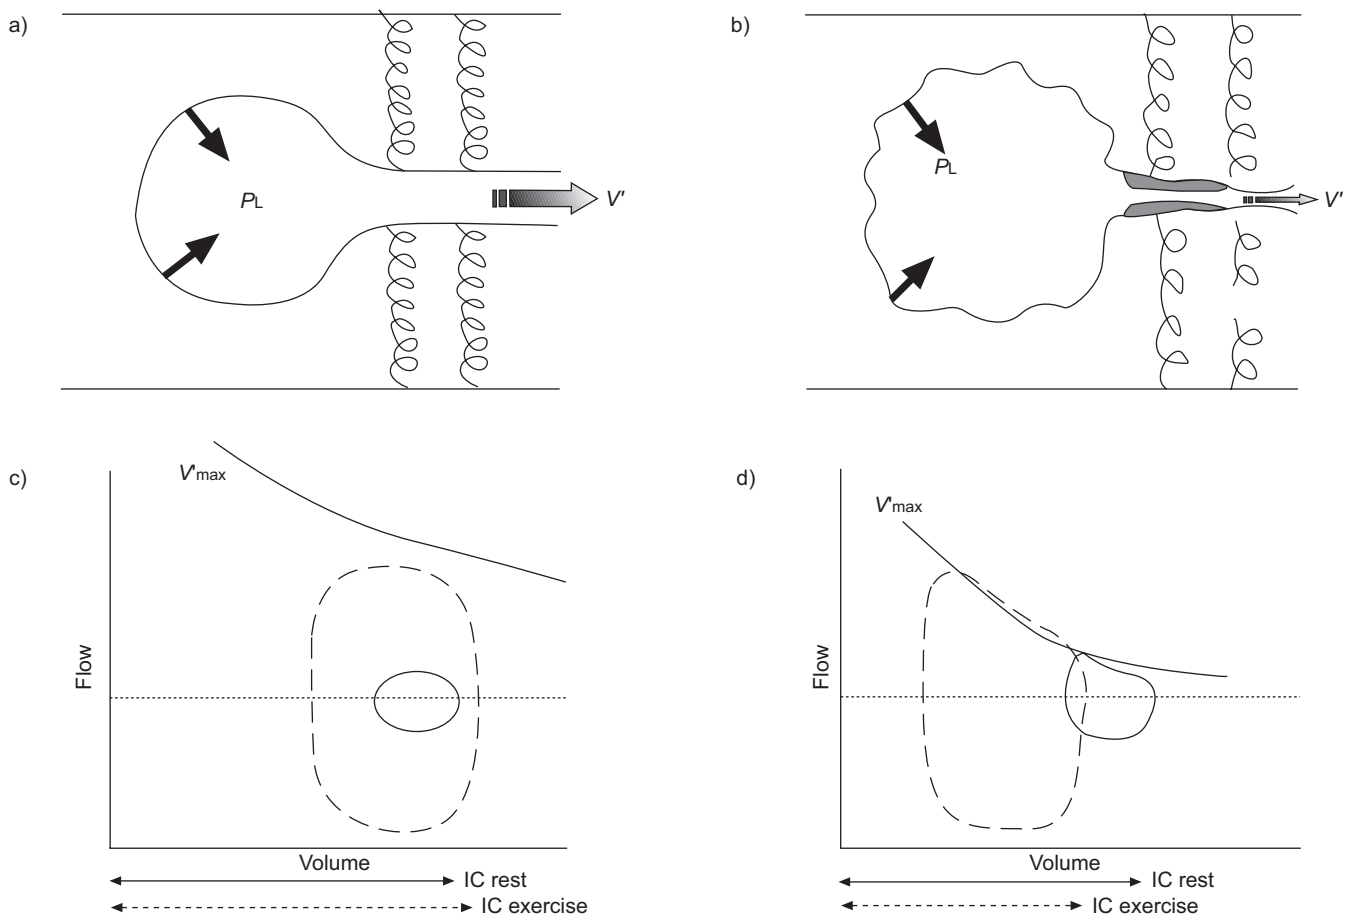 a)
PL
V'
b)
PL
V'
c)
V'max
Flow
Volume
IC rest
IC exercise
d)
V'max
Flow
Volume
IC rest
IC exercise